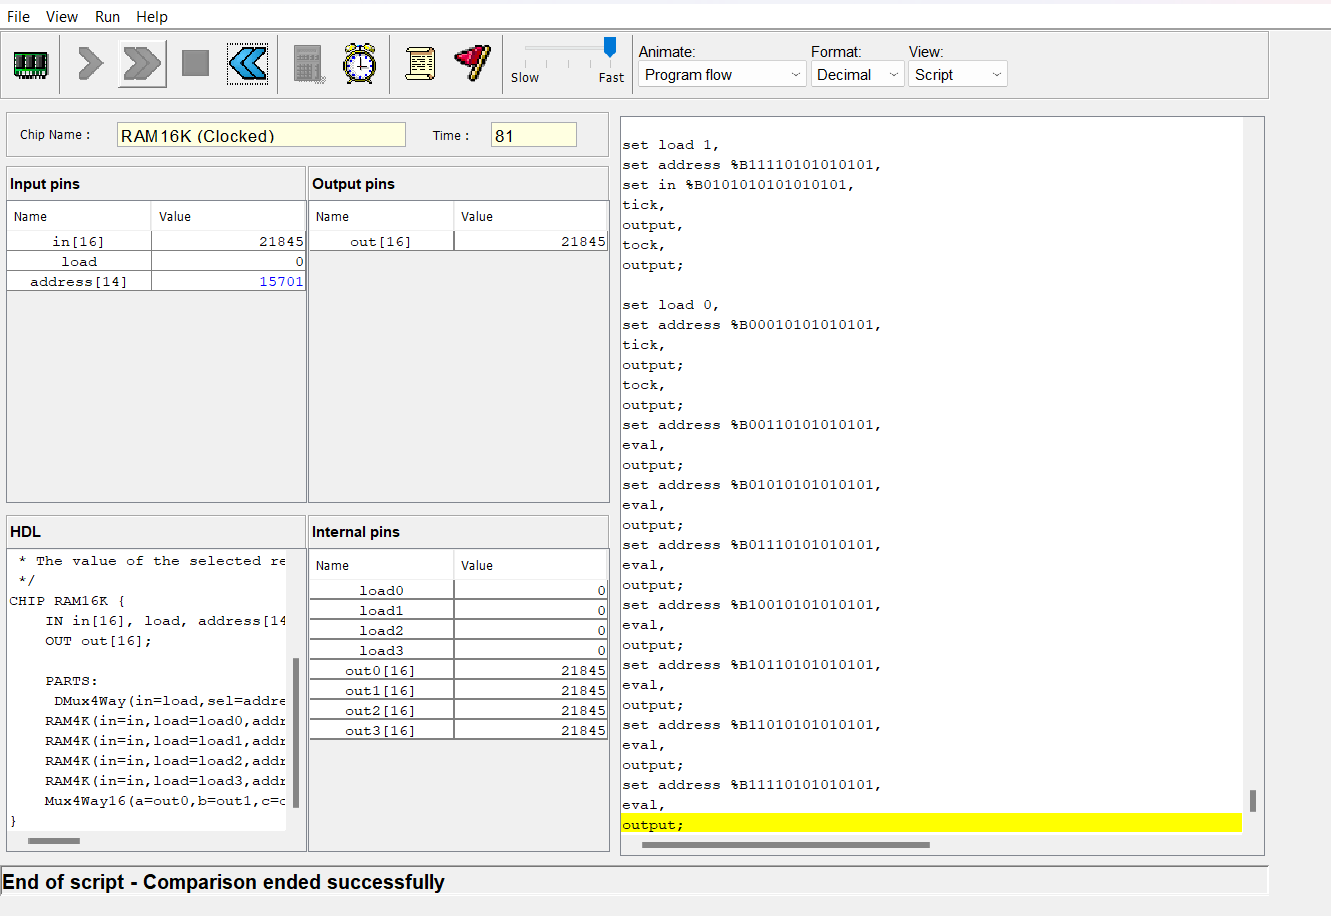 File View Run Help
Slow Fast
Animate: Format: View:
Program flow Decimal Script
Chip Name : RAM16K (Clocked) Time : 81
Input pins
Name Value
in[16] 21845
load 0
address[14] 15701
Output pins
Name Value
out[16] 21845
HDL
* The value of the selected re
*/
CHIP RAM16K {
IN in[16], load, address[14
OUT out[16];
PARTS:
DMux4Way(in=load,sel=addre
RAM4K(in=in,load=load0,addr
RAM4K(in=in,load=load1,addr
RAM4K(in=in,load=load2,addr
RAM4K(in=in,load=load3,addr
Mux4Way16(a=out0,b=out1,c=o
}
Internal pins
Name Value
load0 0
load1 0
load2 0
load3 0
out0[16] 21845
out1[16] 21845
out2[16] 21845
out3[16] 21845
set load 1,
set address %B11110101010101,
set in %B0101010101010101,
tick,
output,
tock,
output;
set load 0,
set address %B00010101010101,
tick,
output;
tock,
output;
set address %B00110101010101,
eval,
output;
set address %B01010101010101,
eval,
output;
set address %B01110101010101,
eval,
output;
set address %B10010101010101,
eval,
output;
set address %B10110101010101,
eval,
output;
set address %B11010101010101,
eval,
output;
set address %B11110101010101,
eval,
output;
End of script - Comparison ended successfully